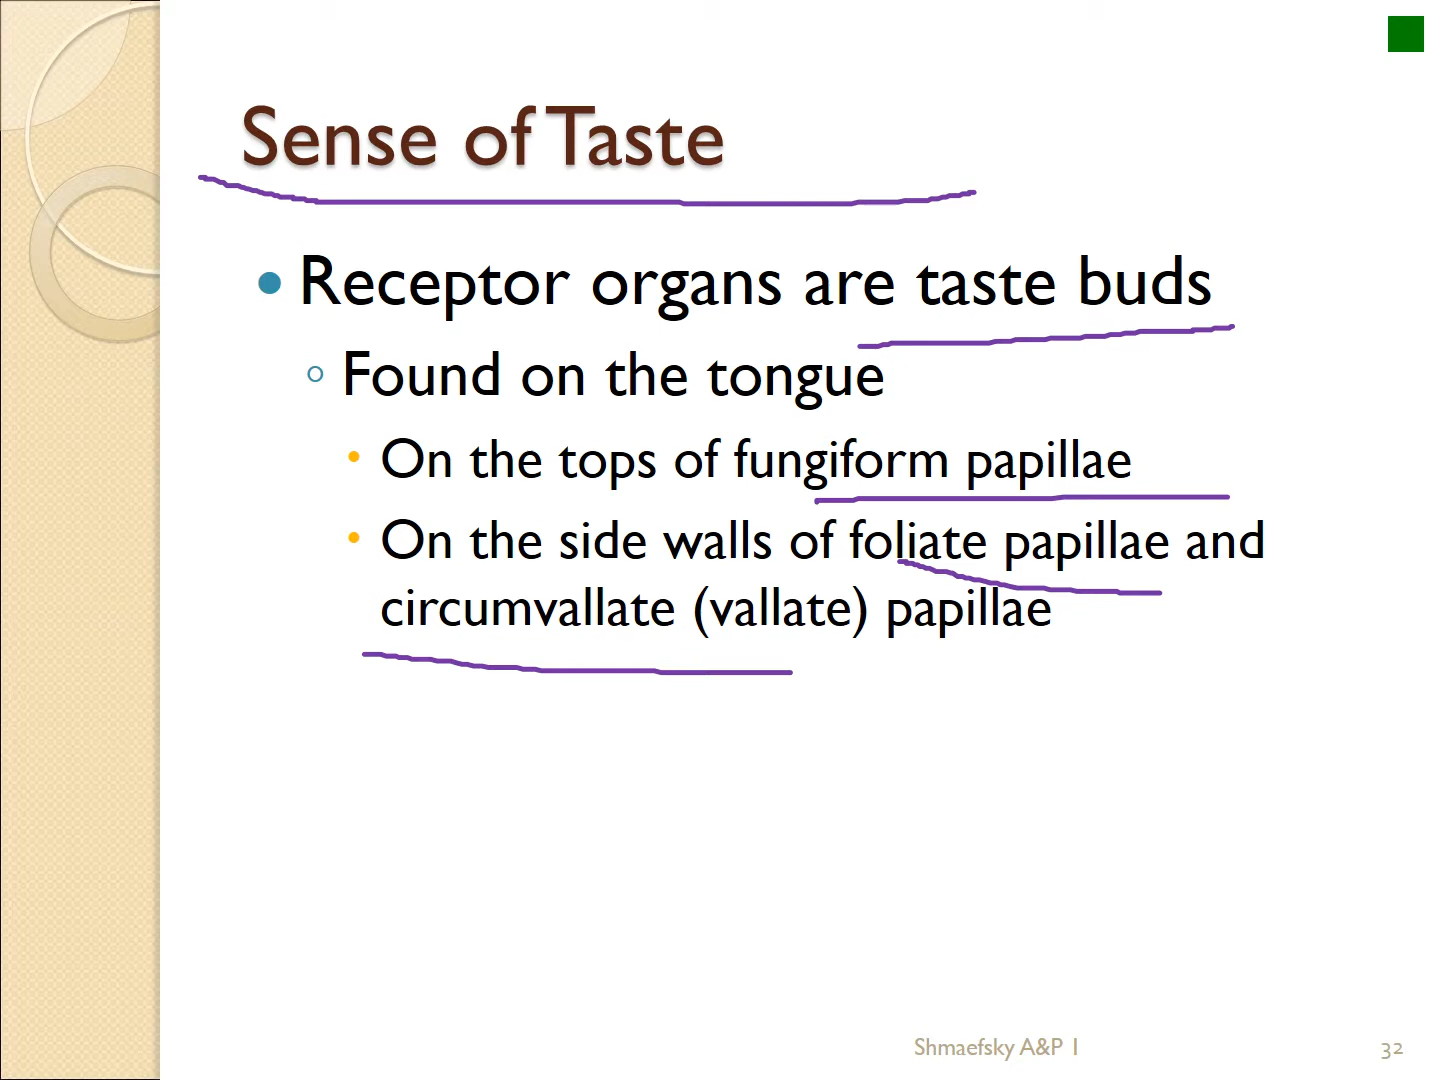 Sense of Taste
Receptor organs are taste buds
Found on the tongue
On the tops of fungiform papillae
On the side walls of foliate papillae and
circumvallate (vallate) papillae
Shmaefsky A&P 1
32